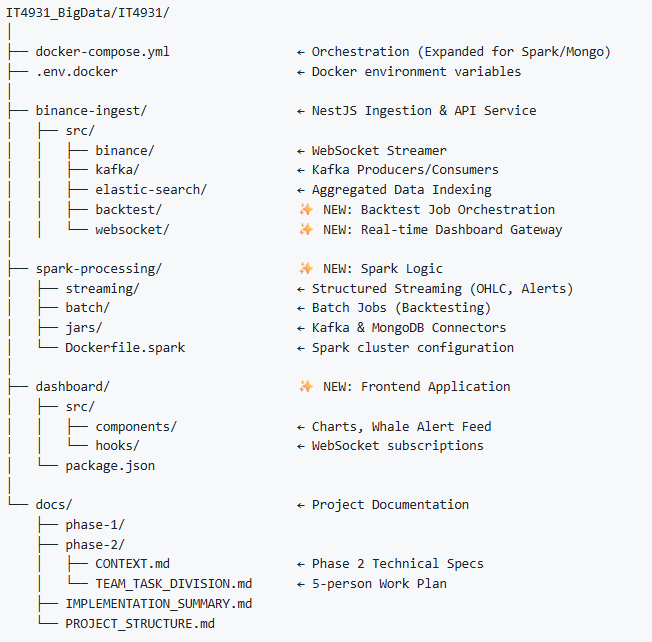 IT4931_BigData/IT4931/
│
├── docker-compose.yml                 ← Orchestration (Expanded for Spark/Mongo)
├── .env.docker                        ← Docker environment variables
│
├── binance-ingest/                    ← NestJS Ingestion & API Service
│   ├── src/
│   │   ├── binance/                   ← WebSocket Streamer
│   │   ├── kafka/                     ← Kafka Producers/Consumers
│   │   ├── elastic-search/            ← Aggregated Data Indexing
│   │   ├── backtest/                  ✨ NEW: Backtest Job Orchestration
│   │   └── websocket/                 ✨ NEW: Real-time Dashboard Gateway
│
├── spark-processing/                  ✨ NEW: Spark Logic
│   ├── streaming/                     ← Structured Streaming (OHLC, Alerts)
│   ├── batch/                         ← Batch Jobs (Backtesting)
│   ├── jars/                          ← Kafka & MongoDB Connectors
│   └── Dockerfile.spark               ← Spark cluster configuration
│
├── dashboard/                         ✨ NEW: Frontend Application
│   ├── src/
│   │   ├── components/                ← Charts, Whale Alert Feed
│   │   └── hooks/                     ← WebSocket subscriptions
│   └── package.json
│
└── docs/                              ← Project Documentation
    ├── phase-1/
    ├── phase-2/
    │   ├── CONTEXT.md                 ← Phase 2 Technical Specs
    │   └── TEAM_TASK_DIVISION.md      ← 5-person Work Plan
    ├── IMPLEMENTATION_SUMMARY.md
    └── PROJECT_STRUCTURE.md